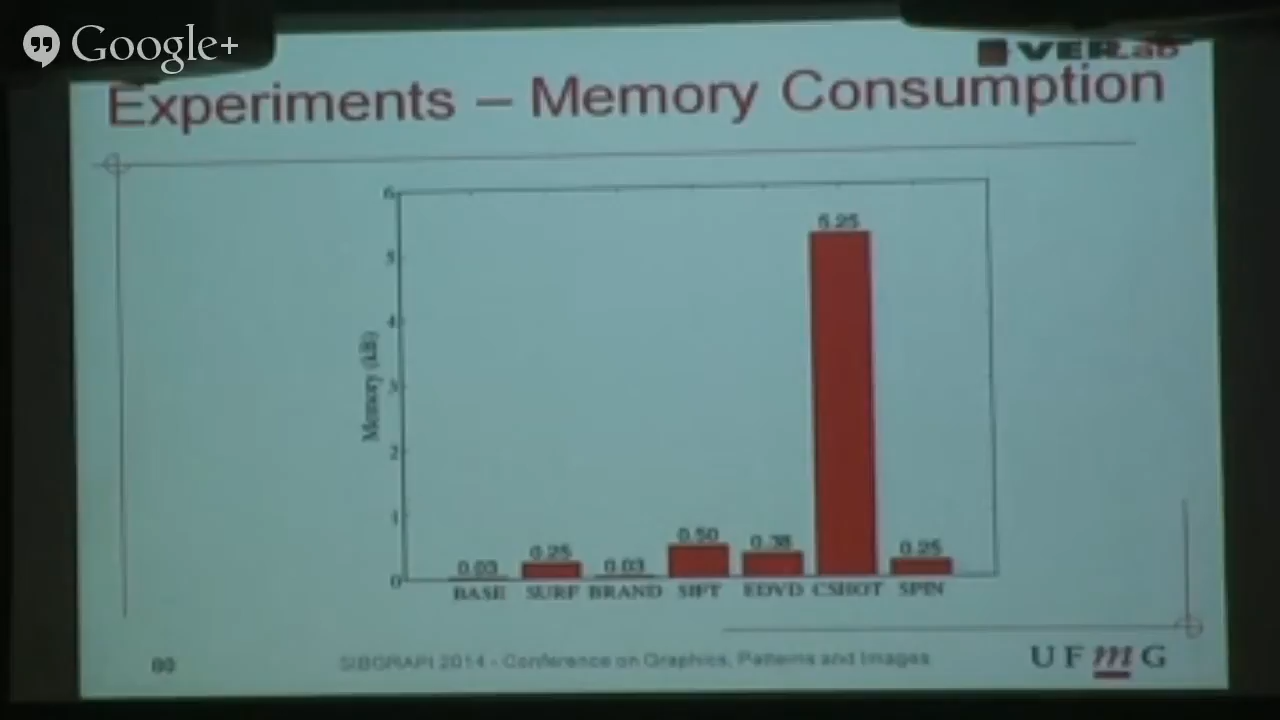 Google+
VERLab
Experiments – Memory Consumption
6
5
4
3
2
1
0
Memory (kB)
0.03 0.25 0.03 0.50 0.38 5.25 0.25
BASE SURF BRAND SIFT EDVD CSHOT SPIN
80
SIBGRAPI 2014 - Conference on Graphics, Patterns and Images
UFmG